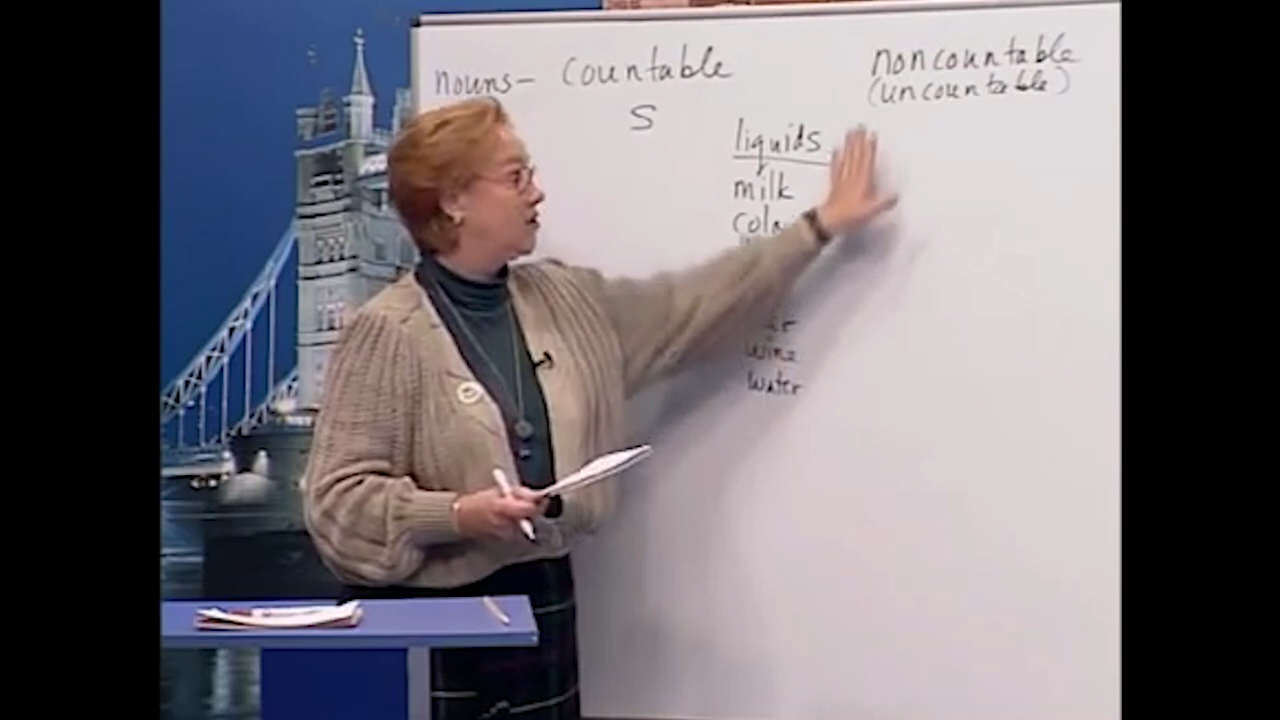 nouns- countable
S
noncountable
(uncountable)
liquids
milk
wine
water